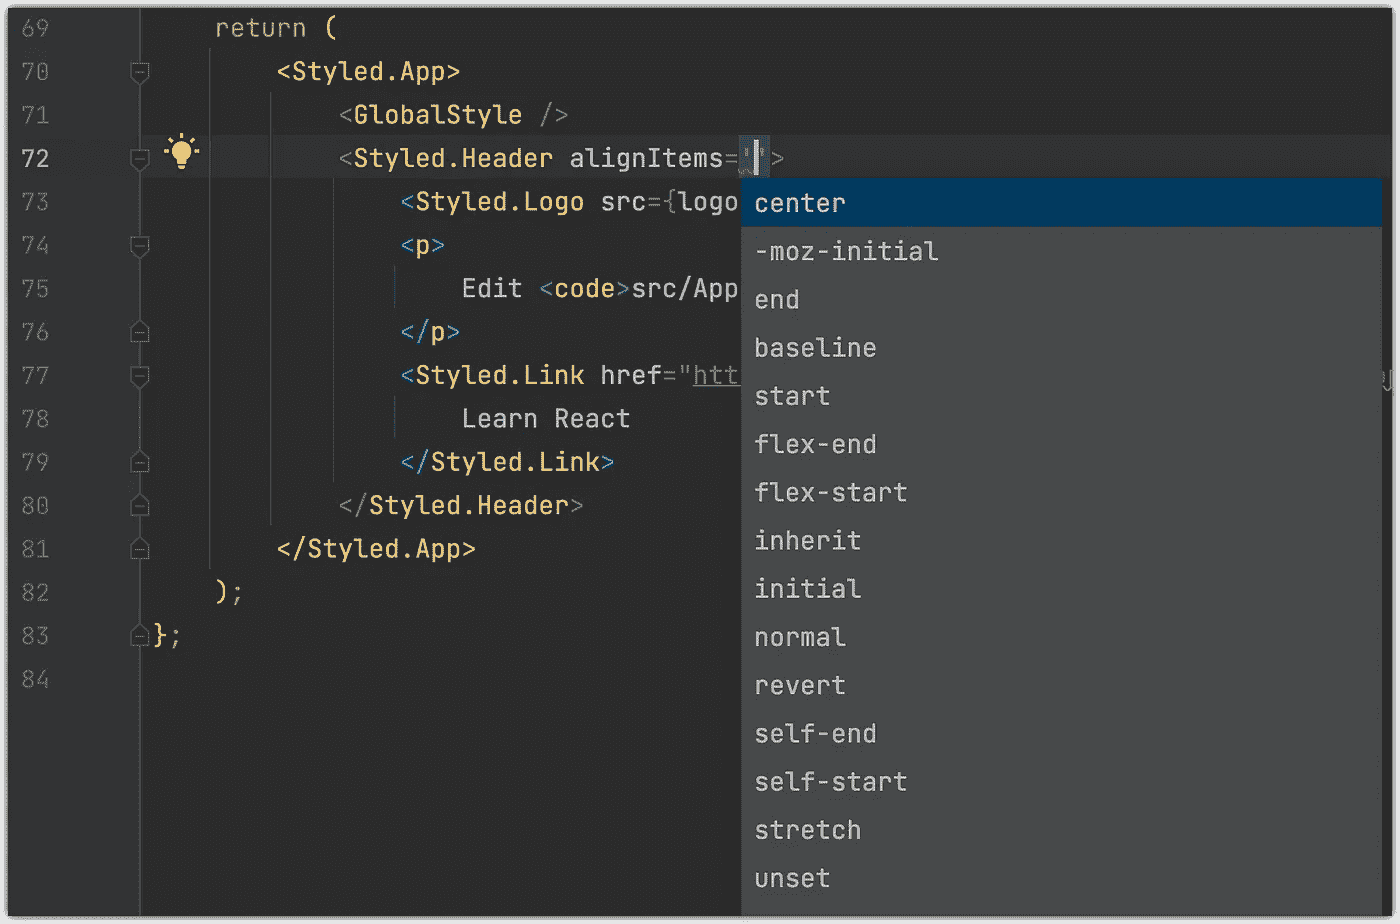 69 return (
70 <Styled.App>
71 <GlobalStyle />
72 <Styled.Header alignItems=''>
73 <Styled.Logo src={logo
74 <p>
75 Edit <code>src/App
76 </p>
77 <Styled.Link href="htt
78 Learn React
79 </Styled.Link>
80 </Styled.Header>
81 </Styled.App>
82 );
83 };
84
center
-moz-initial
end
baseline
start
flex-end
flex-start
inherit
initial
normal
revert
self-end
self-start
stretch
unset